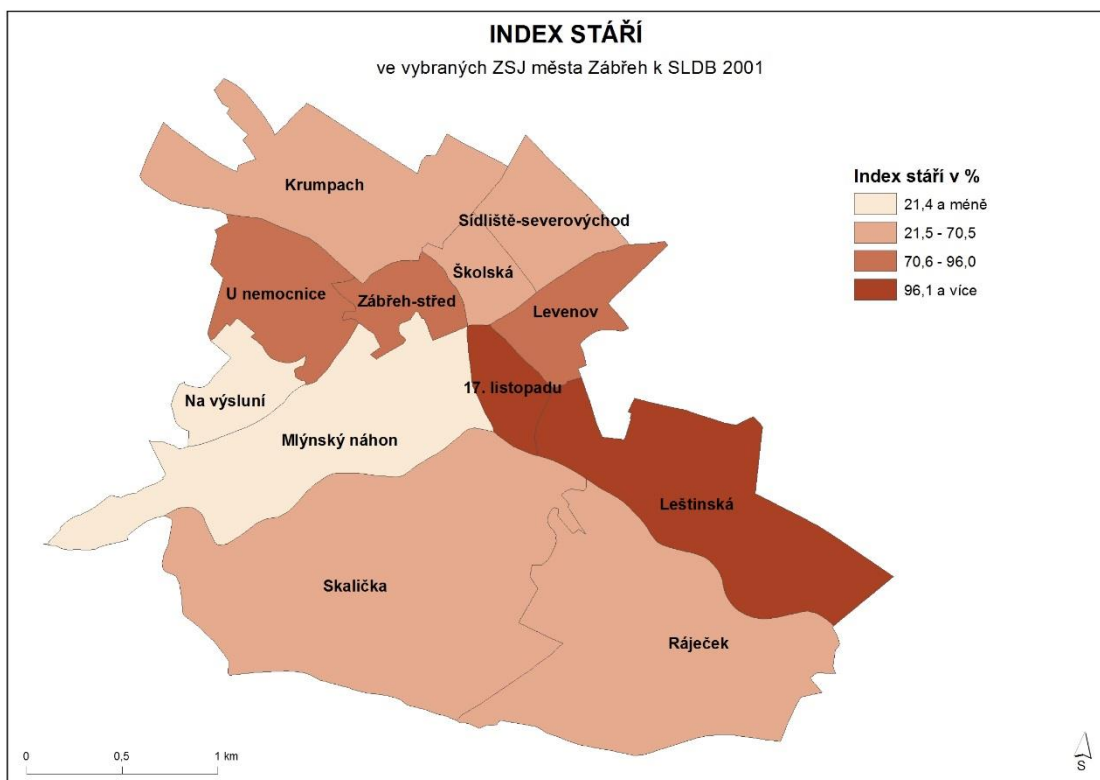 INDEX STÁŘÍ
ve vybraných ZSJ města Zábřeh k SLDB 2001
Krumpach
Sídliště-severovýchod
Školská
U nemocnice
Zábřeh-střed
Levenov
17. listopadu
Na výsluní
Mlýnský náhon
Leštinská
Skalička
Ráječek
Index stáří v %
21,4 a méně
21,5 - 70,5
70,6 - 96,0
96,1 a více
0 0,5 1 km
S